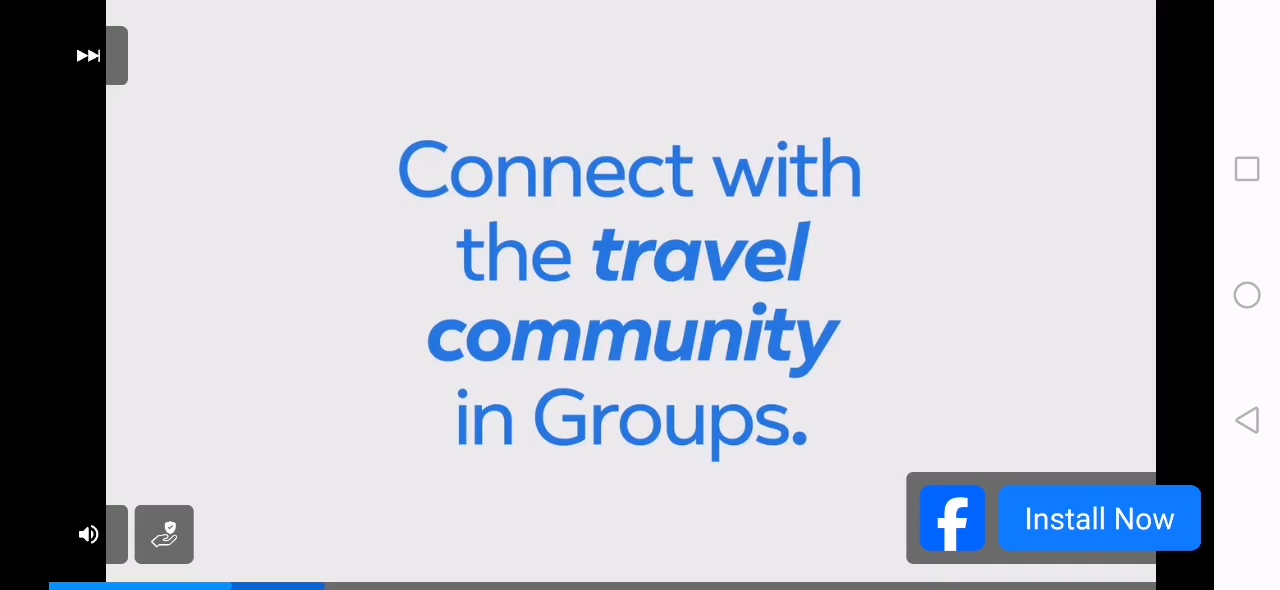 Connect with
the travel
community
in Groups.
Install Now